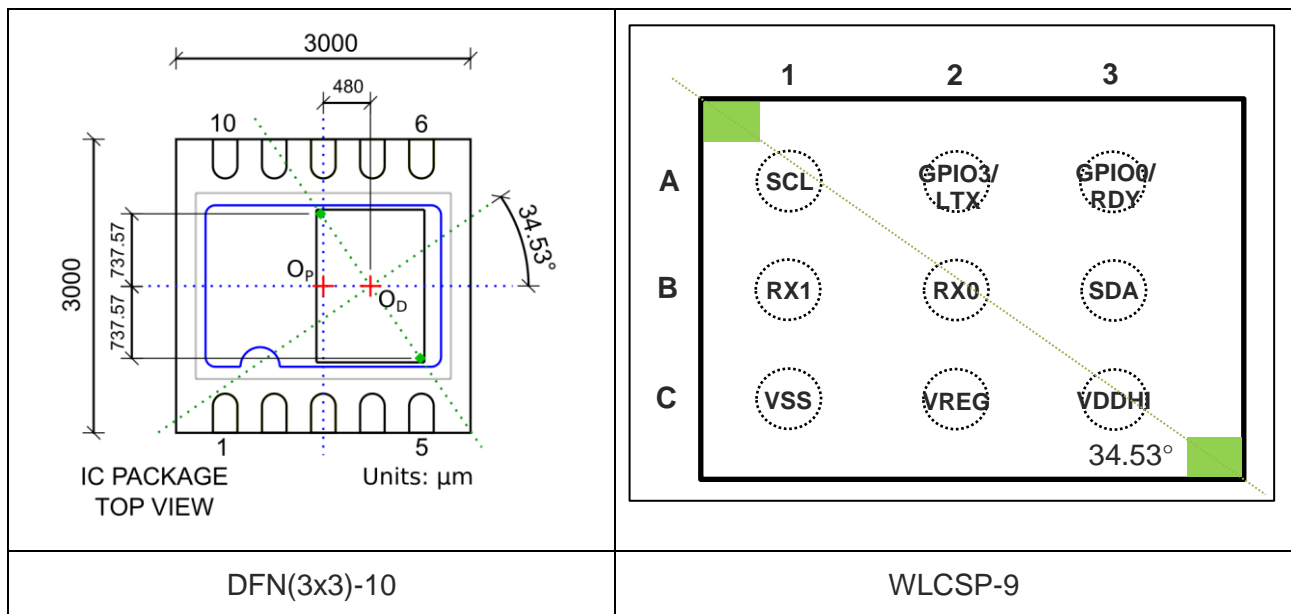 3000
480
10
6
3000
737.57
737.57
34.53°
OP
OD
1
5
IC PACKAGE
TOP VIEW
Units: µm
DFN(3x3)-10
1
2
3
A
SCL
GPIO3/
LTX
GPIO0/
RDY
B
RX1
RX0
SDA
C
VSS
VREG
VDDHI
34.53°
WLCSP-9